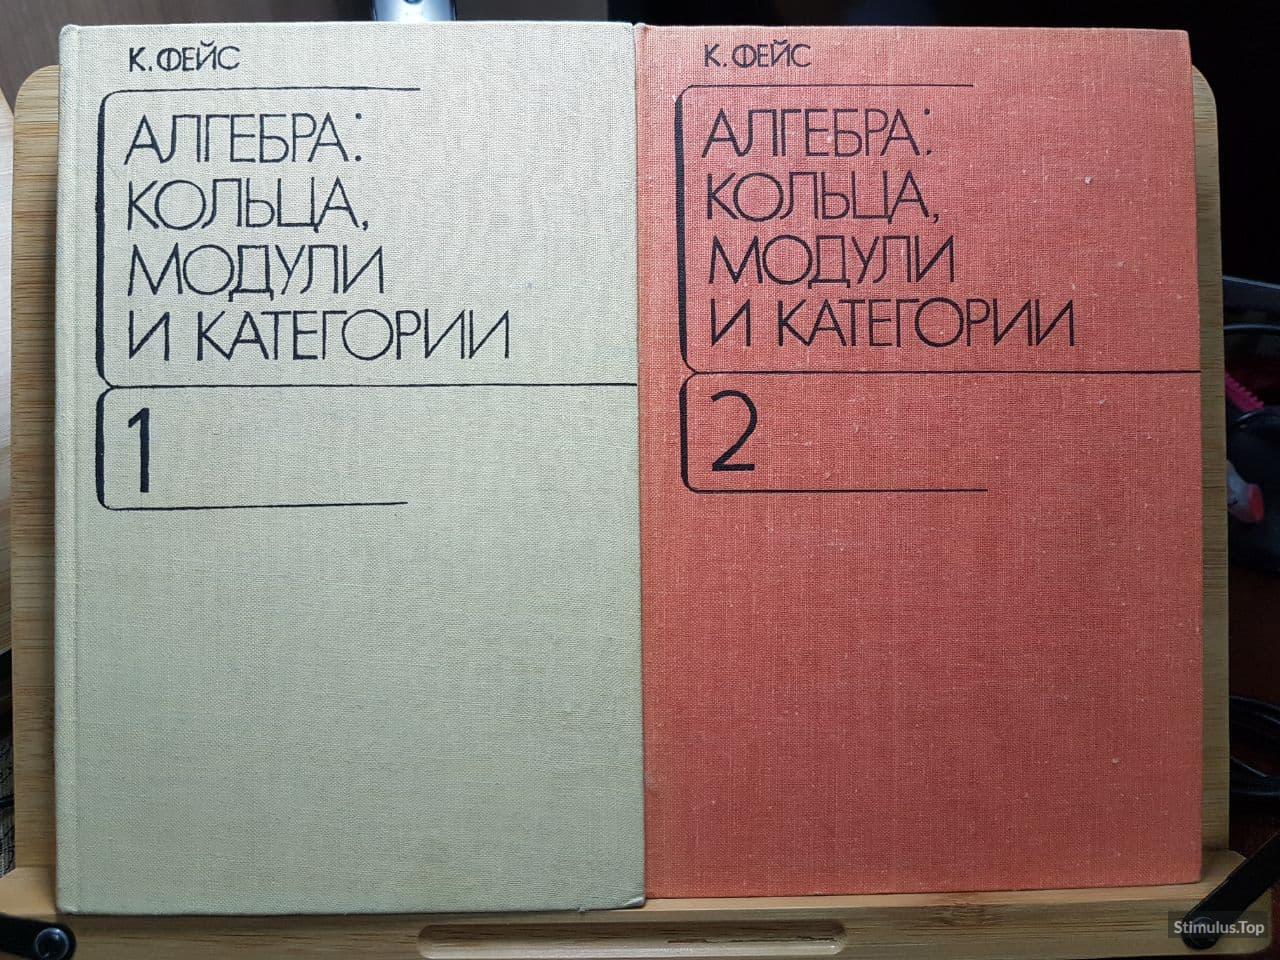 К. ФЕЙС
АЛГЕБРА:
КОЛЬЦА,
МОДУЛИ
И КАТЕГОРИИ
1
К. ФЕЙС
АЛГЕБРА:
КОЛЬЦА,
МОДУЛИ
И КАТЕГОРИИ
2
Stimulus.Top